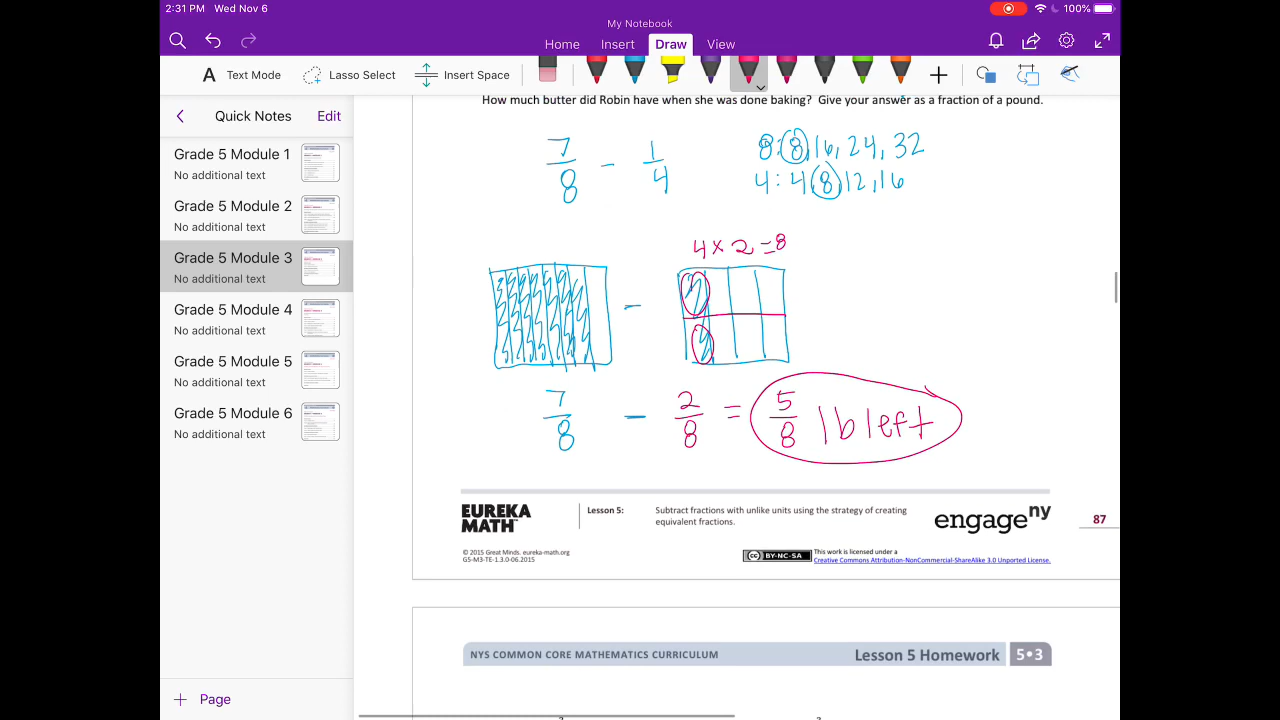 2:31 PM Wed Nov 6
100%
My Notebook
Home Insert Draw View
A Text Mode Lasso Select Insert Space
Quick Notes Edit
Grade 5 Module 1
No additional text
Grade 5 Module 2
No additional text
Grade 5 Module 3
No additional text
Grade 5 Module 4
No additional text
Grade 5 Module 5
No additional text
Grade 5 Module 6
No additional text
+ Page
How much butter did Robin have when she was done baking? Give your answer as a fraction of a pound.
7/8 - 1/4
8: 8, 16, 24, 32
4: 4, 8, 12, 16
4 × 2 = 8
-
7/8 - 2/8 = 5/8 lb left
EUREKA MATH™
Lesson 5: Subtract fractions with unlike units using the strategy of creating
equivalent fractions.
engageny
87
© 2015 Great Minds. eureka-math.org
G5-M3-TE-1.3.0-06.2015
cc BY-NC-SA
This work is licensed under a
Creative Commons Attribution-NonCommercial-ShareAlike 3.0 Unported License.
NYS COMMON CORE MATHEMATICS CURRICULUM Lesson 5 Homework 5•3